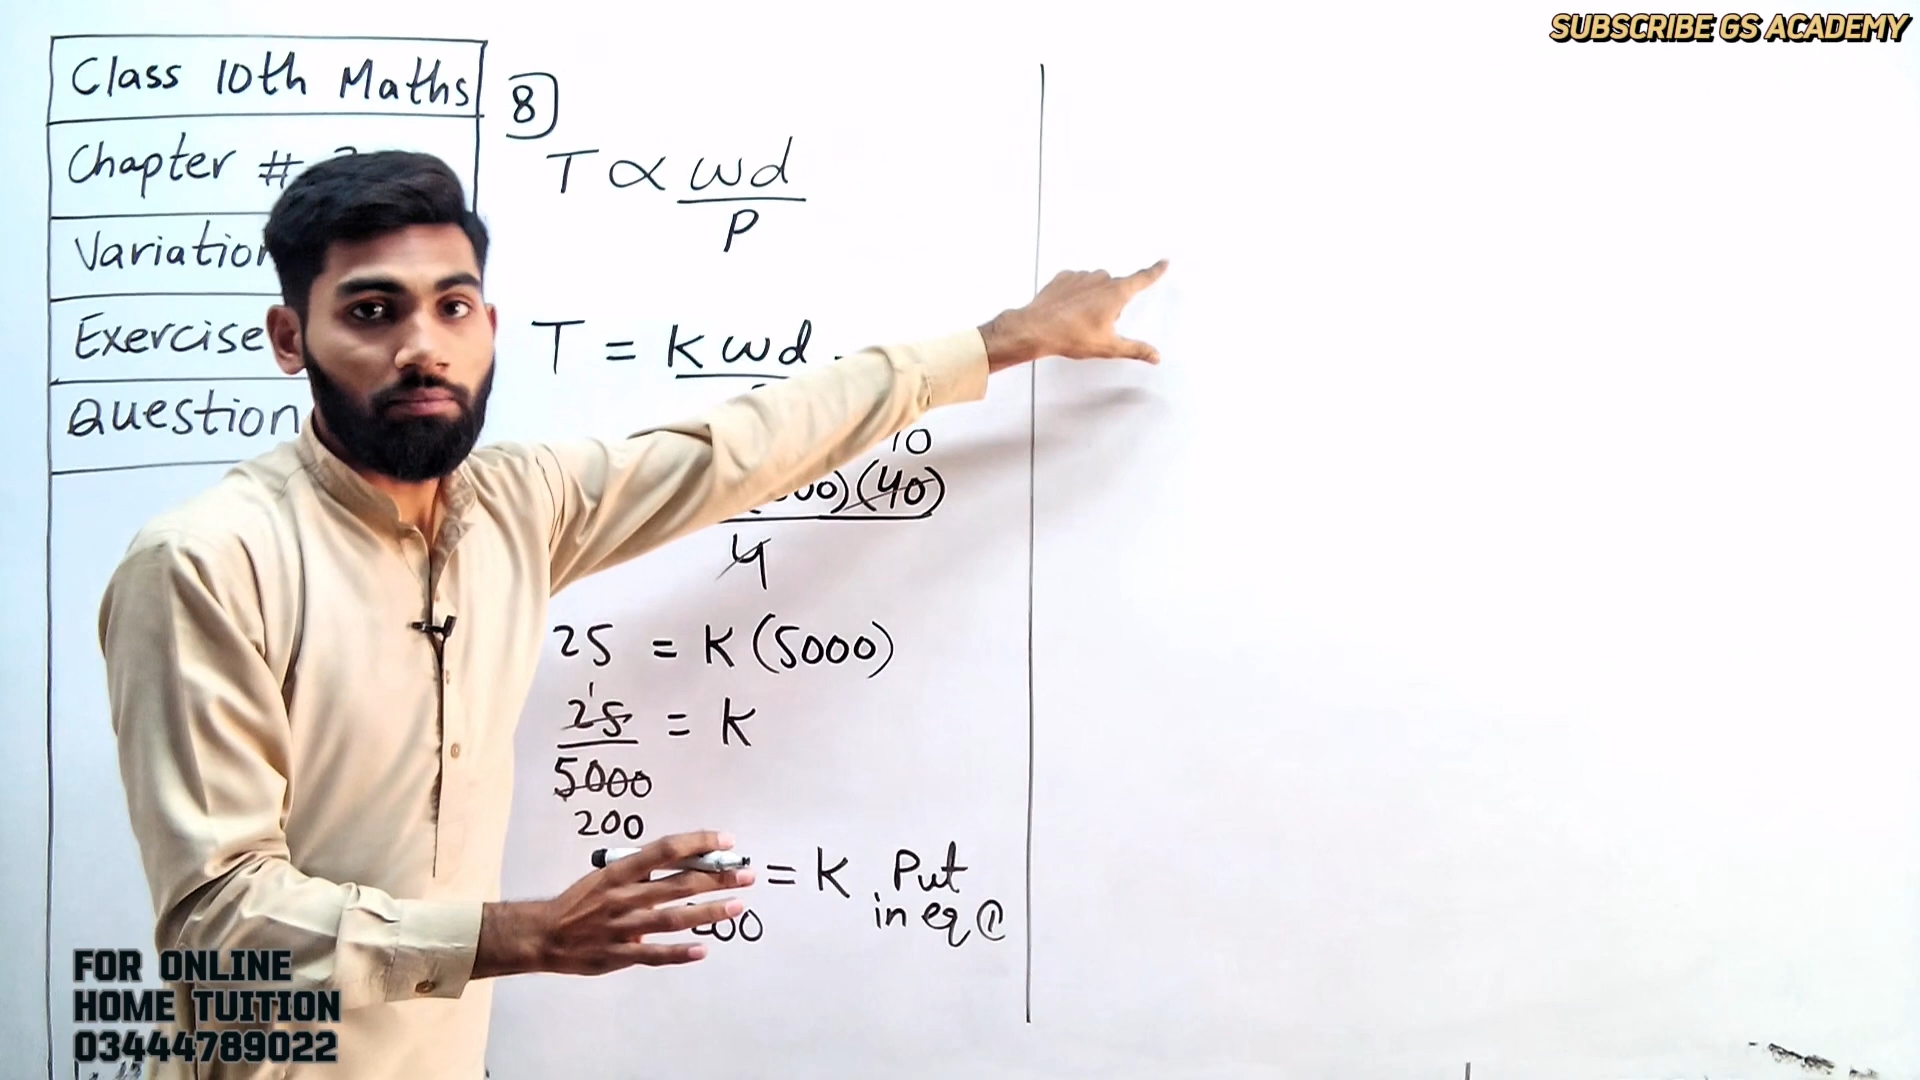 SUBSCRIBE GS ACADEMY
Class 10th Maths
Chapter #
Variation
Exercise
Question
8
T ∝ wd
P
T = K wd
10
(40)
4
25 = K (5000)
1
25 = K
5000
200
= K Put
in eq ①
FOR ONLINE
HOME TUITION
03444789022